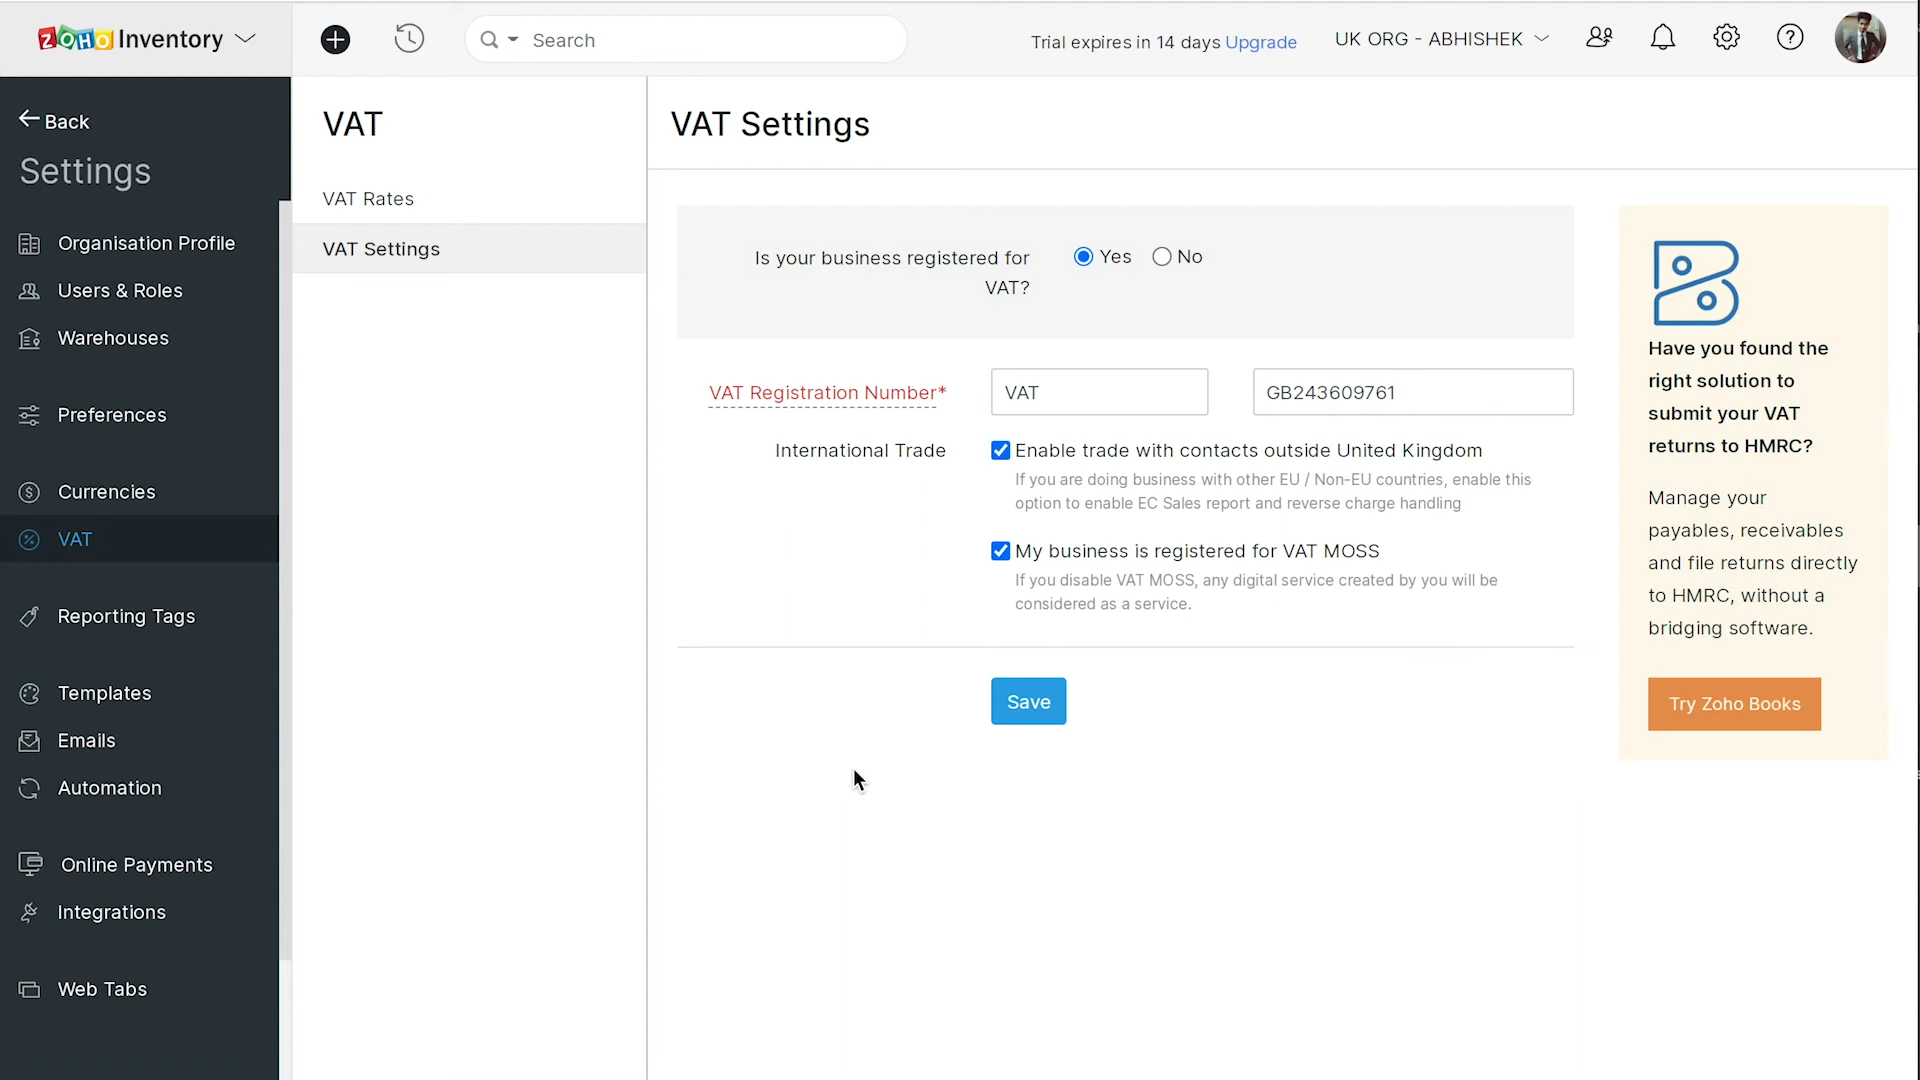 ZOHO Inventory
Search
Trial expires in 14 days Upgrade
UK ORG - ABHISHEK
Back
Settings
Organisation Profile
Users & Roles
Warehouses
Preferences
Currencies
VAT
Reporting Tags
Templates
Emails
Automation
Online Payments
Integrations
Web Tabs
VAT
VAT Rates
VAT Settings
VAT Settings
Is your business registered for
VAT?
Yes No
VAT Registration Number*
VAT
GB243609761
International Trade
Enable trade with contacts outside United Kingdom
If you are doing business with other EU / Non-EU countries, enable this
option to enable EC Sales report and reverse charge handling
My business is registered for VAT MOSS
If you disable VAT MOSS, any digital service created by you will be
considered as a service.
Save
Have you found the
right solution to
submit your VAT
returns to HMRC?
Manage your
payables, receivables
and file returns directly
to HMRC, without a
bridging software.
Try Zoho Books